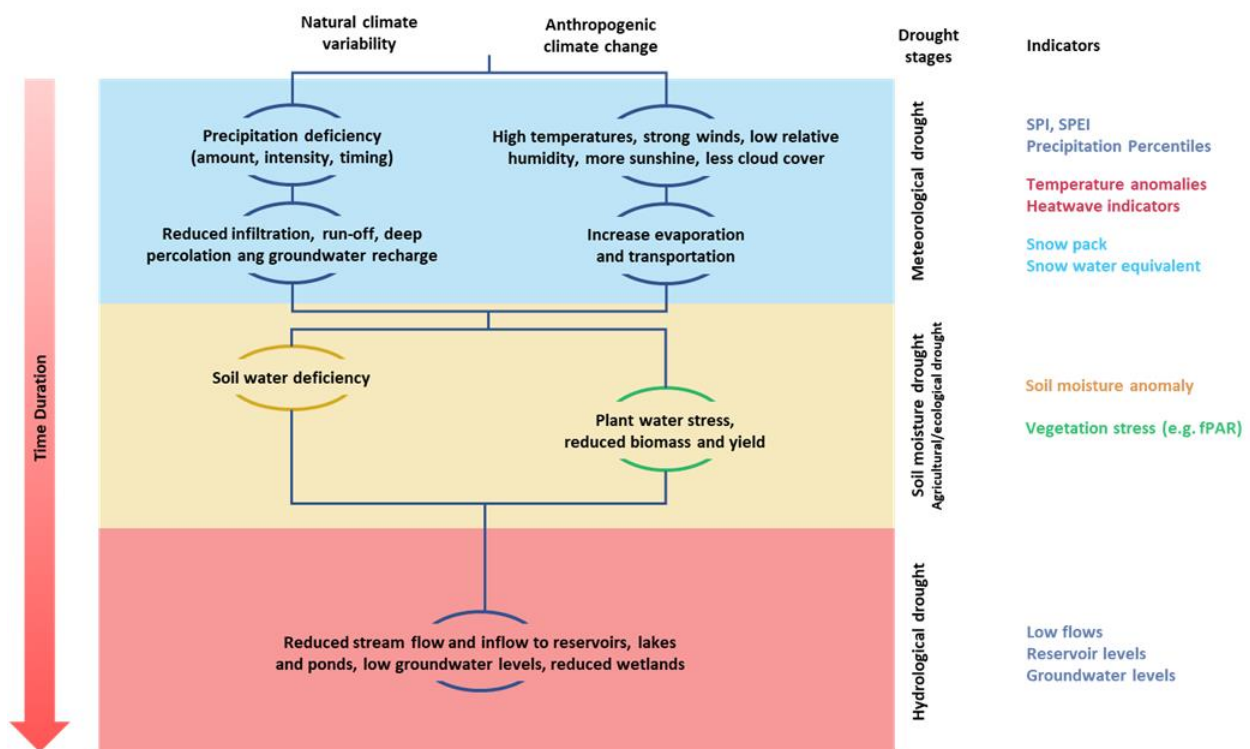 Natural climate
variability
Anthropogenic
climate change
Drought
stages
Indicators
Time Duration
Precipitation deficiency
(amount, intensity, timing)
High temperatures, strong winds, low relative
humidity, more sunshine, less cloud cover
Reduced infiltration, run-off, deep
percolation ang groundwater recharge
Increase evaporation
and transportation
Meteorological drought
SPI, SPEI
Precipitation Percentiles
Temperature anomalies
Heatwave indicators
Snow pack
Snow water equivalent
Soil water deficiency
Plant water stress,
reduced biomass and yield
Soil moisture drought
Agricultural/ecological drought
Soil moisture anomaly
Vegetation stress (e.g. fPAR)
Reduced stream flow and inflow to reservoirs, lakes
and ponds, low groundwater levels, reduced wetlands
Hydrological drought
Low flows
Reservoir levels
Groundwater levels